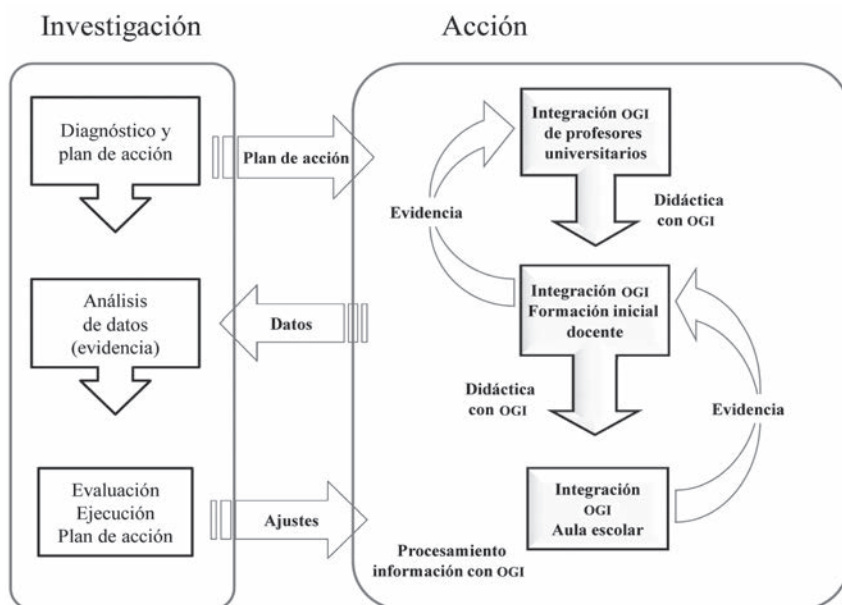 Investigación
Acción
Diagnóstico y
plan de acción
Plan de acción
Integración OGI
de profesores
universitarios
Evidencia
Didáctica
con OGI
Análisis
de datos
(evidencia)
Datos
Integración OGI
Formación inicial
docente
Didáctica
con OGI
Evidencia
Evaluación
Ejecución
Plan de acción
Ajustes
Integración
OGI
Aula escolar
Procesamiento
información con OGI